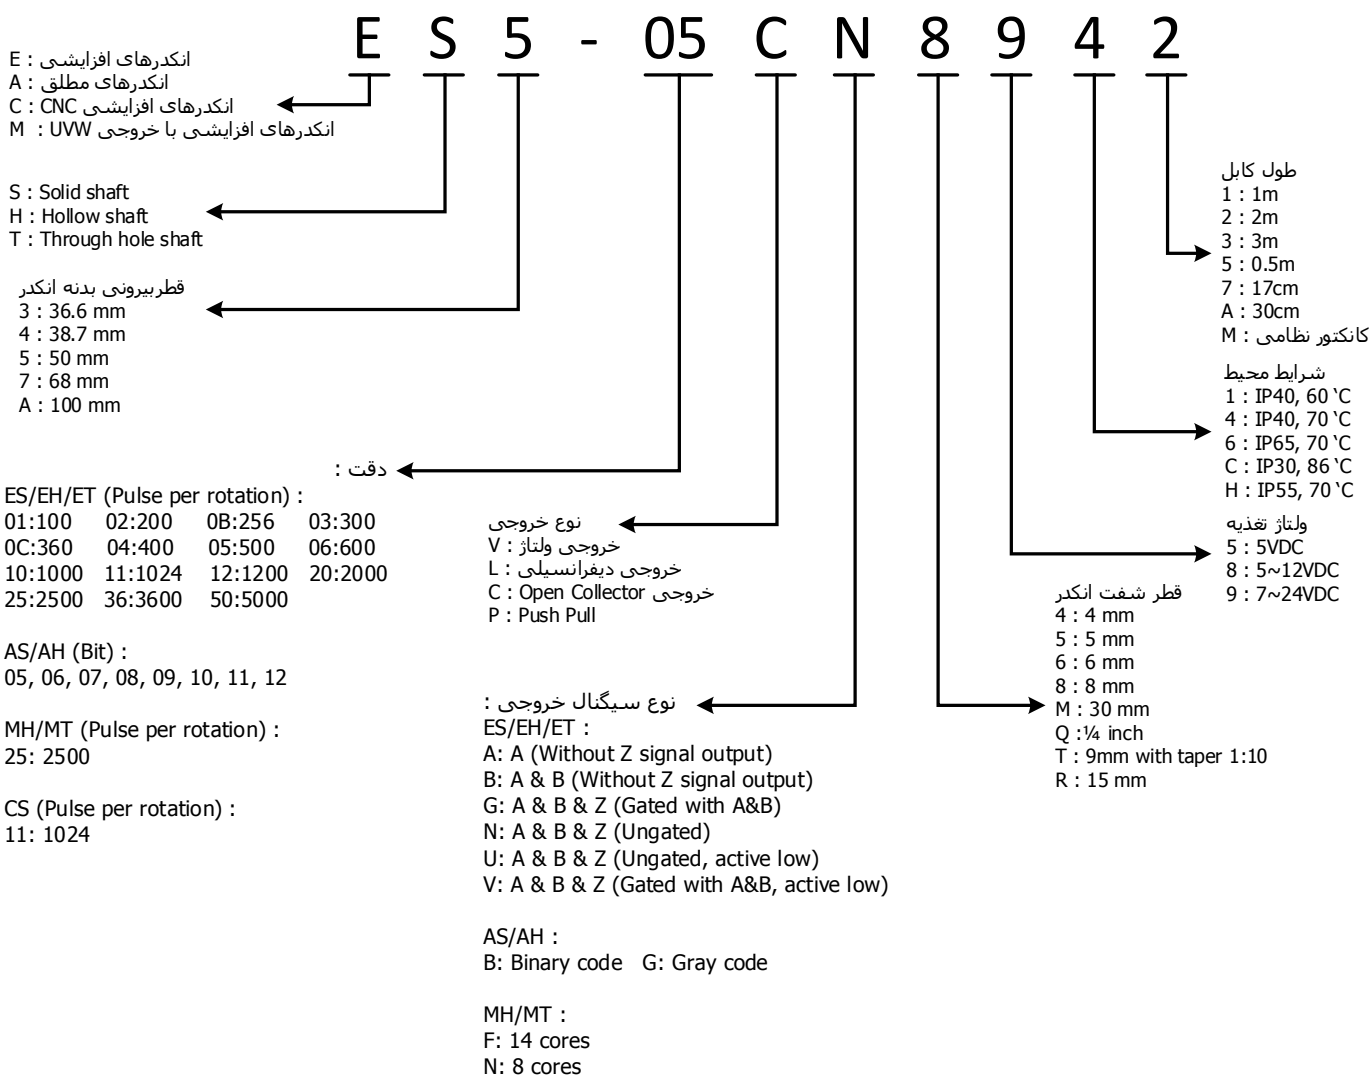 E S 5 - 05 C N 8 9 4 2
E : انکدرهای افزایشی
A : انکدرهای مطلق
C : CNC انکدرهای افزایشی
M : UVW انکدرهای افزایشی با خروجی
S : Solid shaft
H : Hollow shaft
T : Through hole shaft
قطربیرونی بدنه انکدر
3 : 36.6 mm
4 : 38.7 mm
5 : 50 mm
7 : 68 mm
A : 100 mm
دقت :
ES/EH/ET (Pulse per rotation) :
01:100 02:200 0B:256 03:300
0C:360 04:400 05:500 06:600
10:1000 11:1024 12:1200 20:2000
25:2500 36:3600 50:5000
AS/AH (Bit) :
05, 06, 07, 08, 09, 10, 11, 12
MH/MT (Pulse per rotation) :
25: 2500
CS (Pulse per rotation) :
11: 1024
نوع خروجی
V : خروجی ولتاژ
L : خروجی دیفرانسیلی
C : Open Collector خروجی
P : Push Pull
نوع سیگنال خروجی :
ES/EH/ET :
A: A (Without Z signal output)
B: A & B (Without Z signal output)
G: A & B & Z (Gated with A&B)
N: A & B & Z (Ungated)
U: A & B & Z (Ungated, active low)
V: A & B & Z (Gated with A&B, active low)
AS/AH :
B: Binary code G: Gray code
MH/MT :
F: 14 cores
N: 8 cores
قطر شفت انکدر
4 : 4 mm
5 : 5 mm
6 : 6 mm
8 : 8 mm
M : 30 mm
Q :¼ inch
T : 9mm with taper 1:10
R : 15 mm
ولتاژ تغذیه
5 : 5VDC
8 : 5~12VDC
9 : 7~24VDC
شرایط محیط
1 : IP40, 60 ‛C
4 : IP40, 70 ‛C
6 : IP65, 70 ‛C
C : IP30, 86 ‛C
H : IP55, 70 ‛C
طول کابل
1 : 1m
2 : 2m
3 : 3m
5 : 0.5m
7 : 17cm
A : 30cm
M : کانکتور نظامی